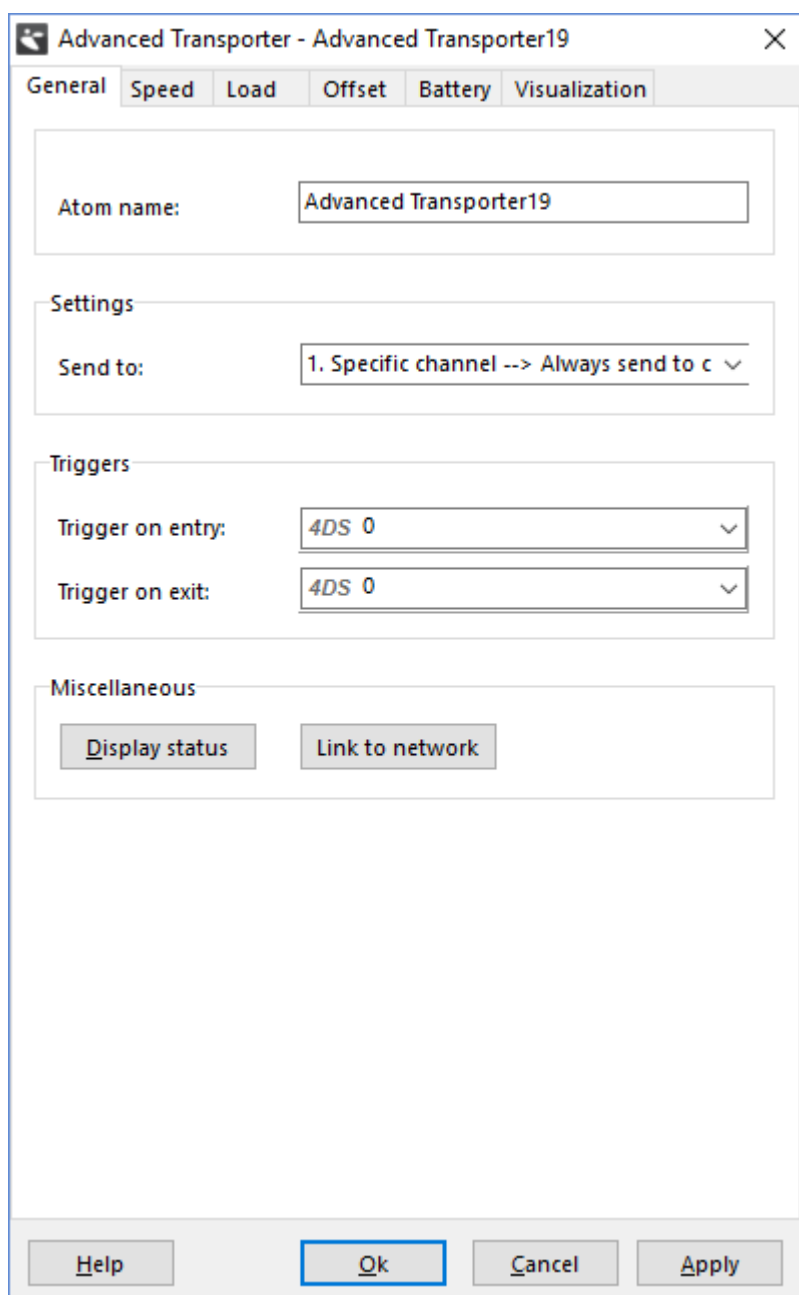 Advanced Transporter - Advanced Transporter19
General Speed Load Offset Battery Visualization
Atom name: Advanced Transporter19
Settings
Send to: 1. Specific channel --> Always send to c
Triggers
Trigger on entry: 4DS 0
Trigger on exit: 4DS 0
Miscellaneous
Display status Link to network
Help Ok Cancel Apply